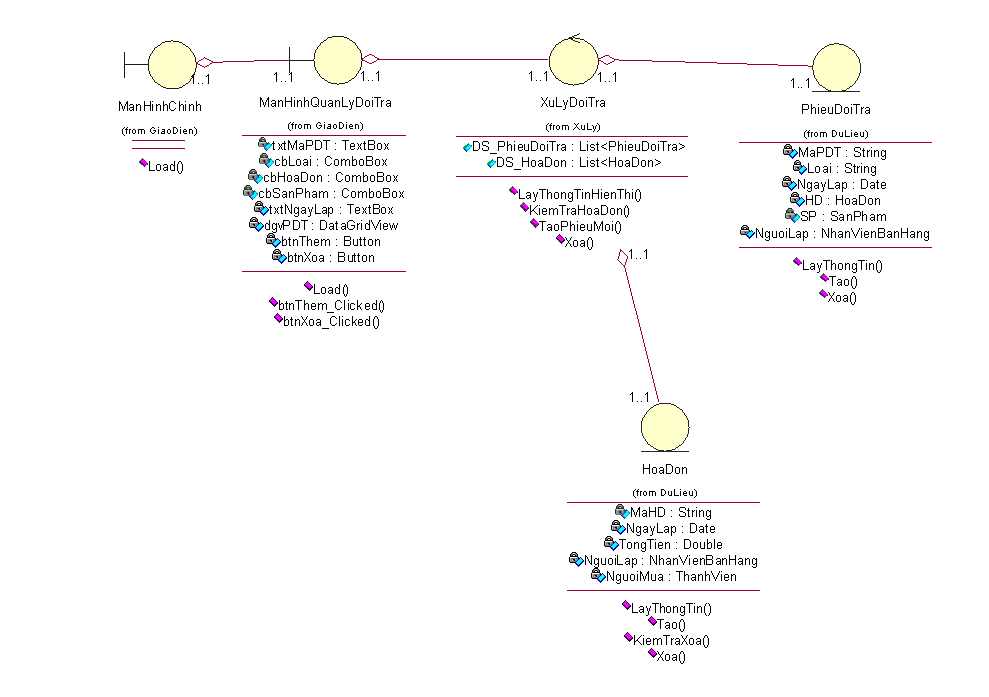 1..1
1..1
1..1
1..1
1..1
1..1
ManHinhChinh
(from GiaoDien)
Load()
ManHinhQuanLyDoiTra
(from GiaoDien)
txtMaPDT : TextBox
cbLoai : ComboBox
cbHoaDon : ComboBox
cbSanPham : ComboBox
txtNgayLap : TextBox
dgvPDT : DataGridView
btnThem : Button
btnXoa : Button
Load()
btnThem_Clicked()
btnXoa_Clicked()
XuLyDoiTra
(from XuLy)
DS_PhieuDoiTra : List<PhieuDoiTra>
DS_HoaDon : List<HoaDon>
LayThongTinHienThi()
KiemTraHoaDon()
TaoPhieuMoi()
Xoa()
PhieuDoiTra
(from DuLieu)
MaPDT : String
Loai : String
NgayLap : Date
HD : HoaDon
SP : SanPham
NguoiLap : NhanVienBanHang
LayThongTin()
Tao()
Xoa()
1..1
1..1
HoaDon
(from DuLieu)
MaHD : String
NgayLap : Date
TongTien : Double
NguoiLap : NhanVienBanHang
NguoiMua : ThanhVien
LayThongTin()
Tao()
KiemTraXoa()
Xoa()